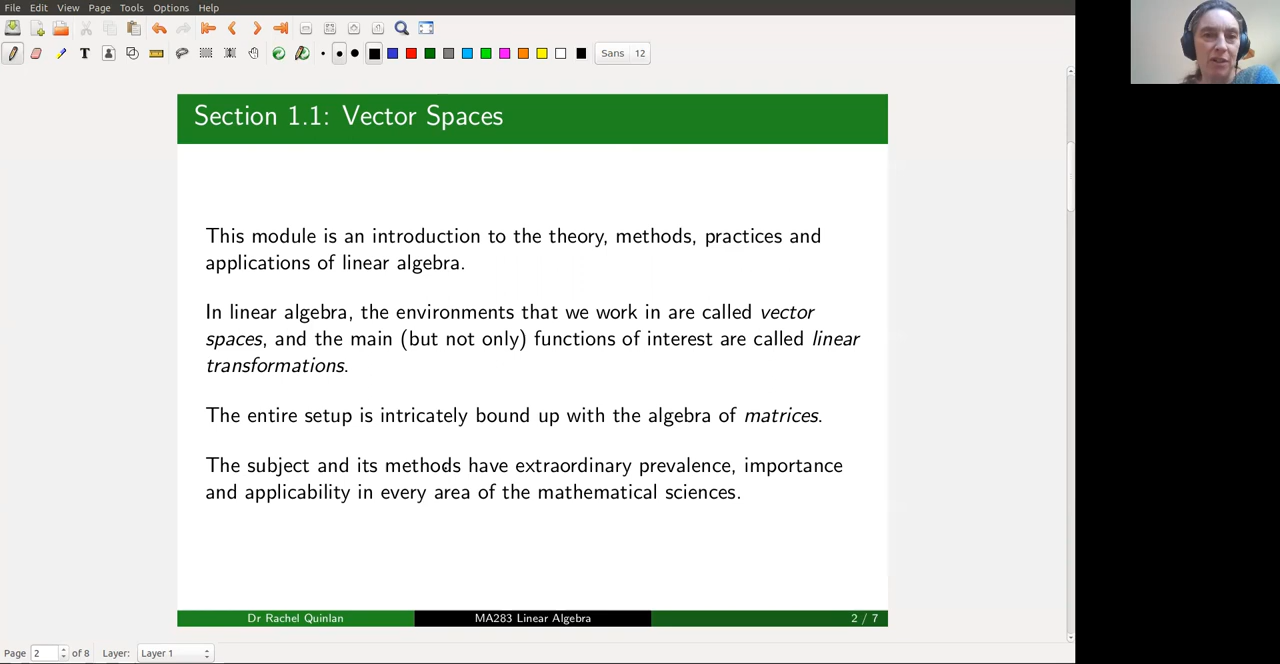 File Edit View Page Tools Options Help
Sans 12
Section 1.1: Vector Spaces
This module is an introduction to the theory, methods, practices and
applications of linear algebra.
In linear algebra, the environments that we work in are called vector
spaces, and the main (but not only) functions of interest are called linear
transformations.
The entire setup is intricately bound up with the algebra of matrices.
The subject and its methods have extraordinary prevalence, importance
and applicability in every area of the mathematical sciences.
Dr Rachel Quinlan MA283 Linear Algebra 2 / 7
Page 2 of 8 Layer: Layer 1